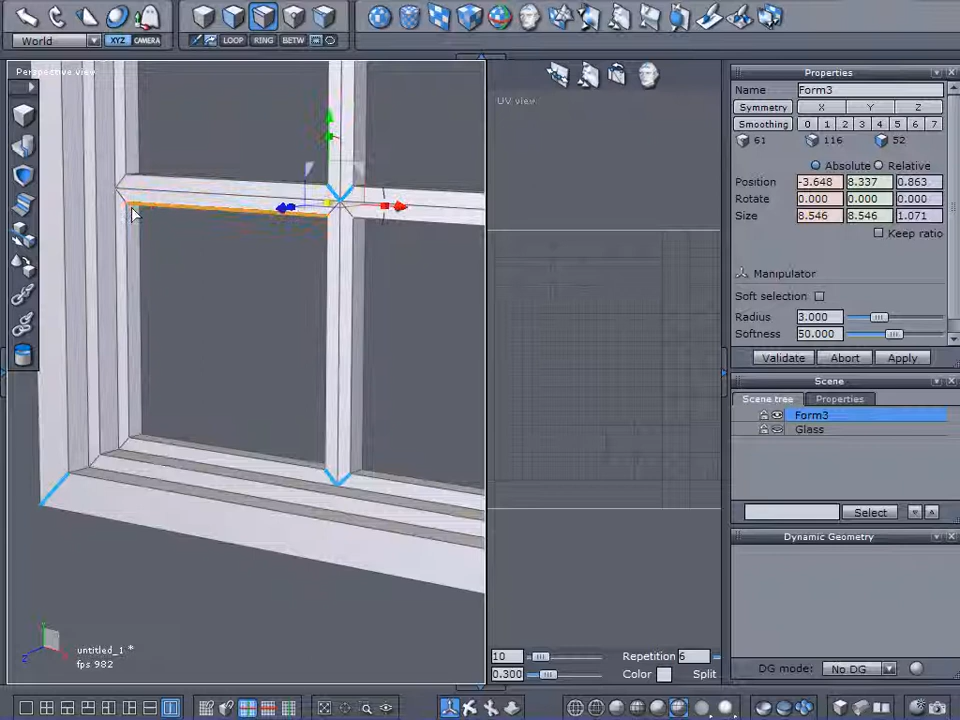 World
XYZ CAMERA
LOOP RING BETW
Perspective view
UV view
Properties
Name Form3
Symmetry X Y Z
Smoothing 0 1 2 3 4 5 6 7
61 116 52
Absolute Relative
Position -3.648 8.337 0.863
Rotate 0.000 0.000 0.000
Size 8.546 8.546 1.071
Keep ratio
Manipulator
Soft selection
Radius 3.000
Softness 50.000
Validate Abort Apply
Scene
Scene tree Properties
Form3
Glass
Select
Dynamic Geometry
DG mode: No DG
Y
Z
untitled_1 *
fps 982
10 Repetition 6
0.300 Color Split